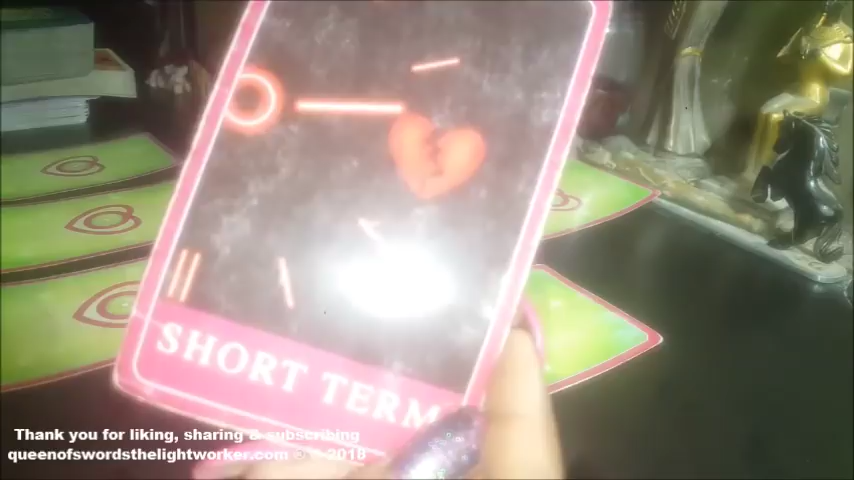 SHORT TERM
Thank you for liking, sharing & subscribing
queenofswordsthelightworker.com © 2018